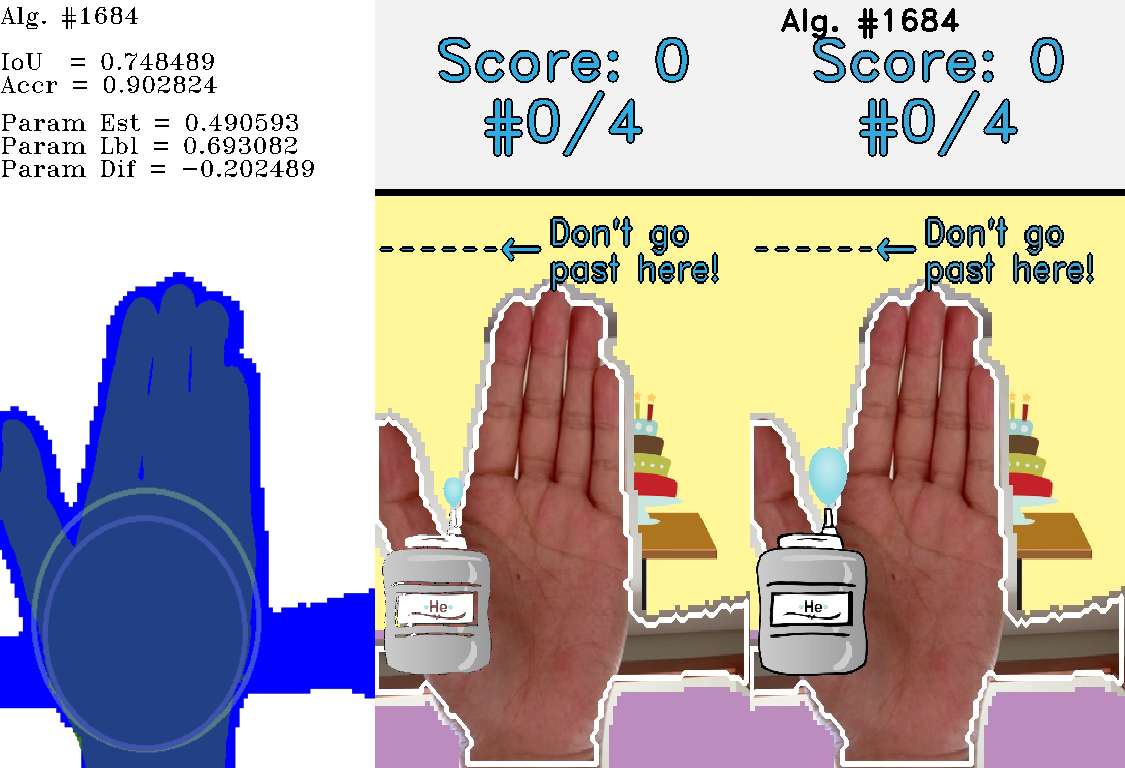 Alg. #1684
IoU = 0.748489
Accr = 0.902824
Param Est = 0.490593
Param Lbl = 0.693082
Param Dif = −0.202489
Score: 0
#0/4
Don't go
past here!
He
Alg. #1684
Score: 0
#0/4
Don't go
past here!
He